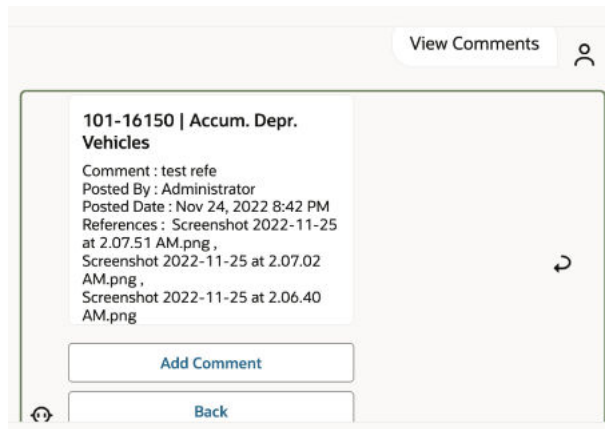 View Comments
101-16150 | Accum. Depr.
Vehicles
Comment : test refe
Posted By : Administrator
Posted Date : Nov 24, 2022 8:42 PM
References :  Screenshot 2022-11-25
at 2.07.51 AM.png ,
Screenshot 2022-11-25 at 2.07.02
AM.png ,
Screenshot 2022-11-25 at 2.06.40
AM.png
Add Comment
Back